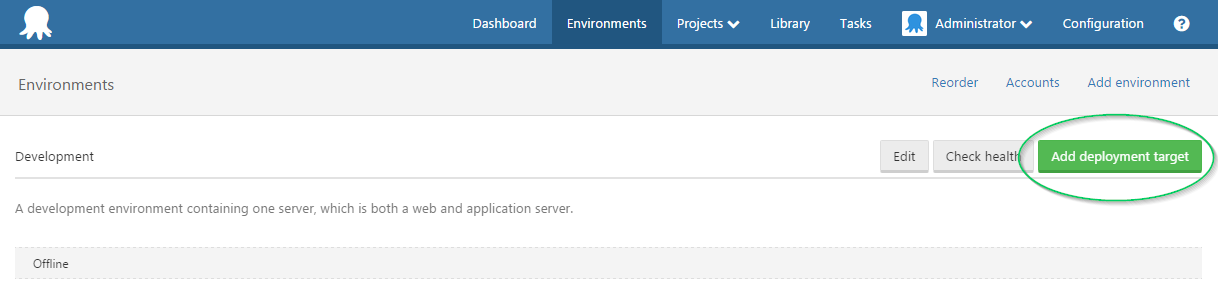 Dashboard Environments Projects Library Tasks Administrator Configuration ?
Environments Reorder Accounts Add environment
Development Edit Check health Add deployment target
A development environment containing one server, which is both a web and application server.
Offline